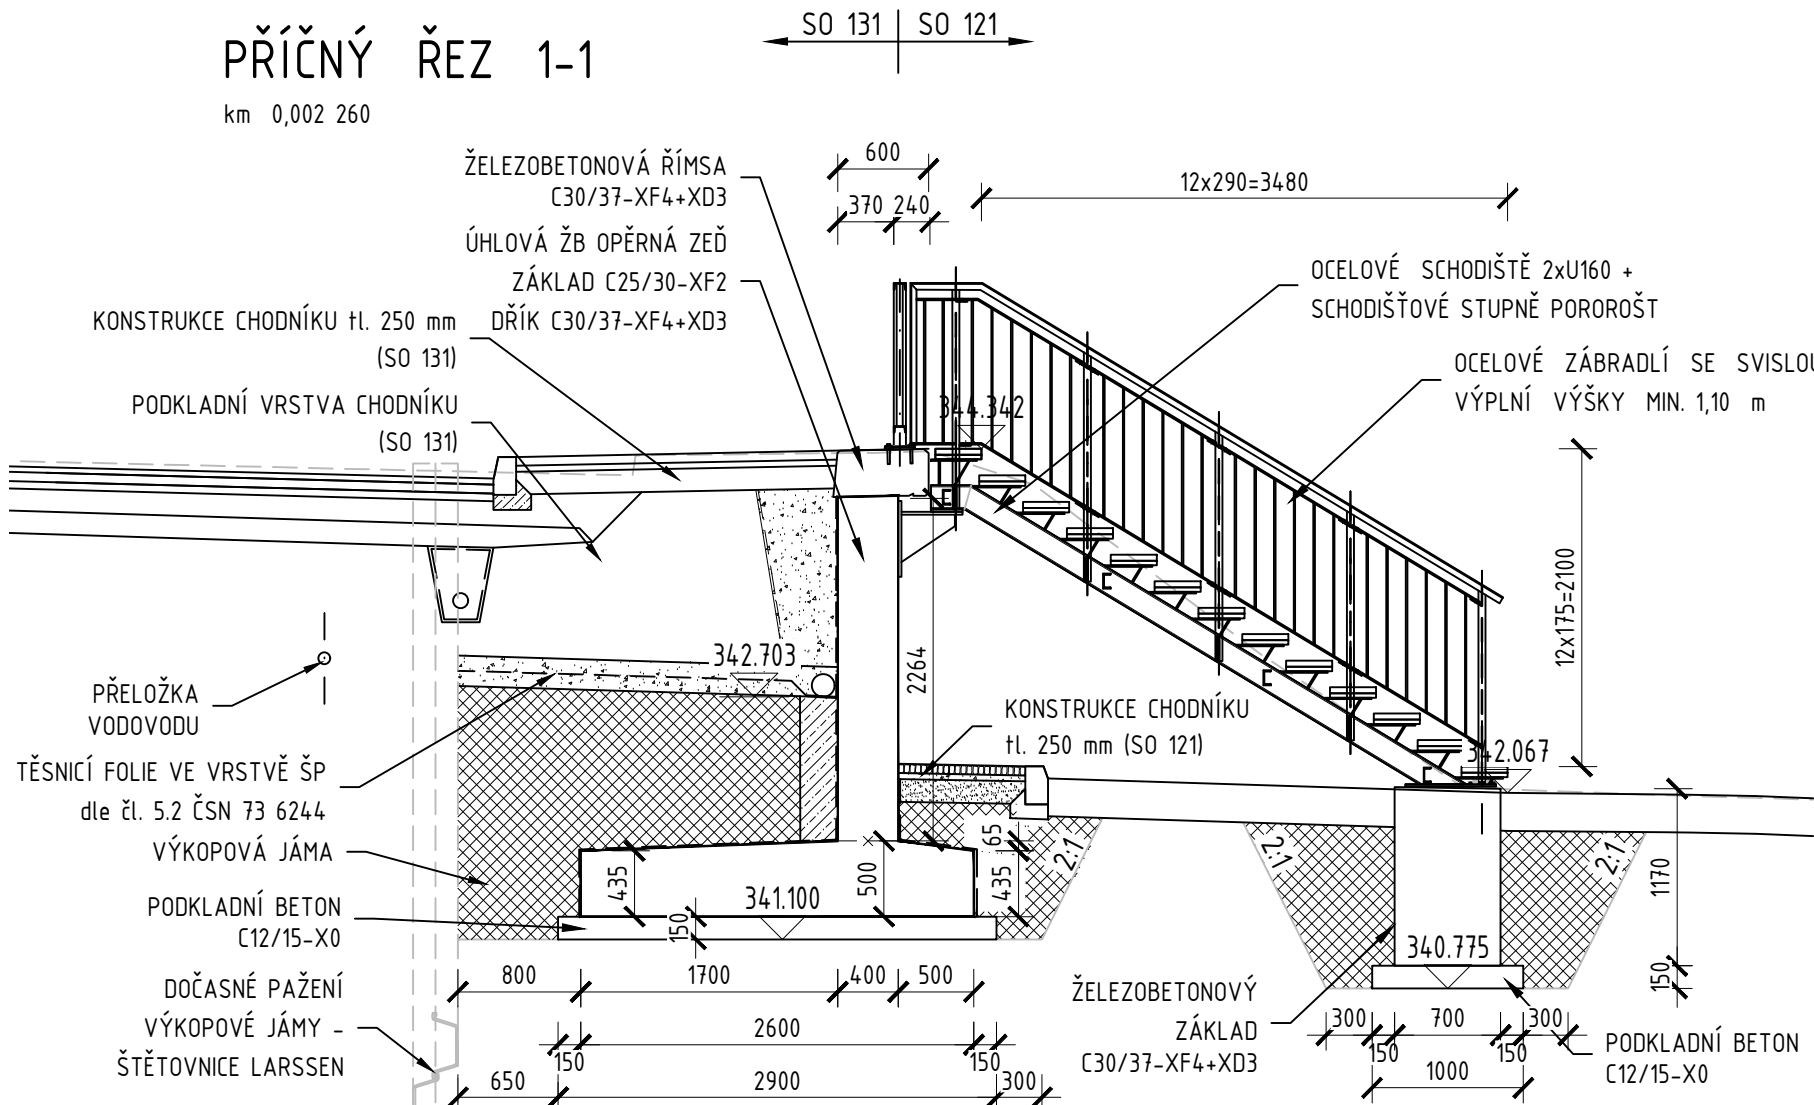 SO 131 SO 121
PŘÍČNÝ ŘEZ 1-1
km 0,002 260
ŽELEZOBETONOVÁ ŘÍMSA
C30/37-XF4+XD3
ÚHLOVÁ ŽB OPĚRNÁ ZEĎ
ZÁKLAD C25/30-XF2
DŘÍK C30/37-XF4+XD3
KONSTRUKCE CHODNÍKU tl. 250 mm
(SO 131)
PODKLADNÍ VRSTVA CHODNÍKU
(SO 131)
600
370 240
12x290=3480
OCELOVÉ SCHODIŠTĚ 2xU160 +
SCHODIŠŤOVÉ STUPNĚ POROROŠT
OCELOVÉ ZÁBRADLÍ SE SVISLOU
VÝPLNÍ VÝŠKY MIN. 1,10 m
344.342
12x175=2100
342.703
2264
PŘELOŽKA
VODOVODU
KONSTRUKCE CHODNÍKU
tl. 250 mm (SO 121)
342.067
TĚSNICÍ FOLIE VE VRSTVĚ ŠP
dle čl. 5.2 ČSN 73 6244
VÝKOPOVÁ JÁMA
PODKLADNÍ BETON
C12/15-X0
DOČASNÉ PAŽENÍ
VÝKOPOVÉ JÁMY -
ŠTĚTOVNICE LARSSEN
435
341.100
150
500
65
435
2:1
2:1
2:1
1170
150
340.775
800 1700 400 500
2600
150 150
650 2900 300
ŽELEZOBETONOVÝ
ZÁKLAD
C30/37-XF4+XD3
300 700 300
150 150
1000
PODKLADNÍ BETON
C12/15-X0